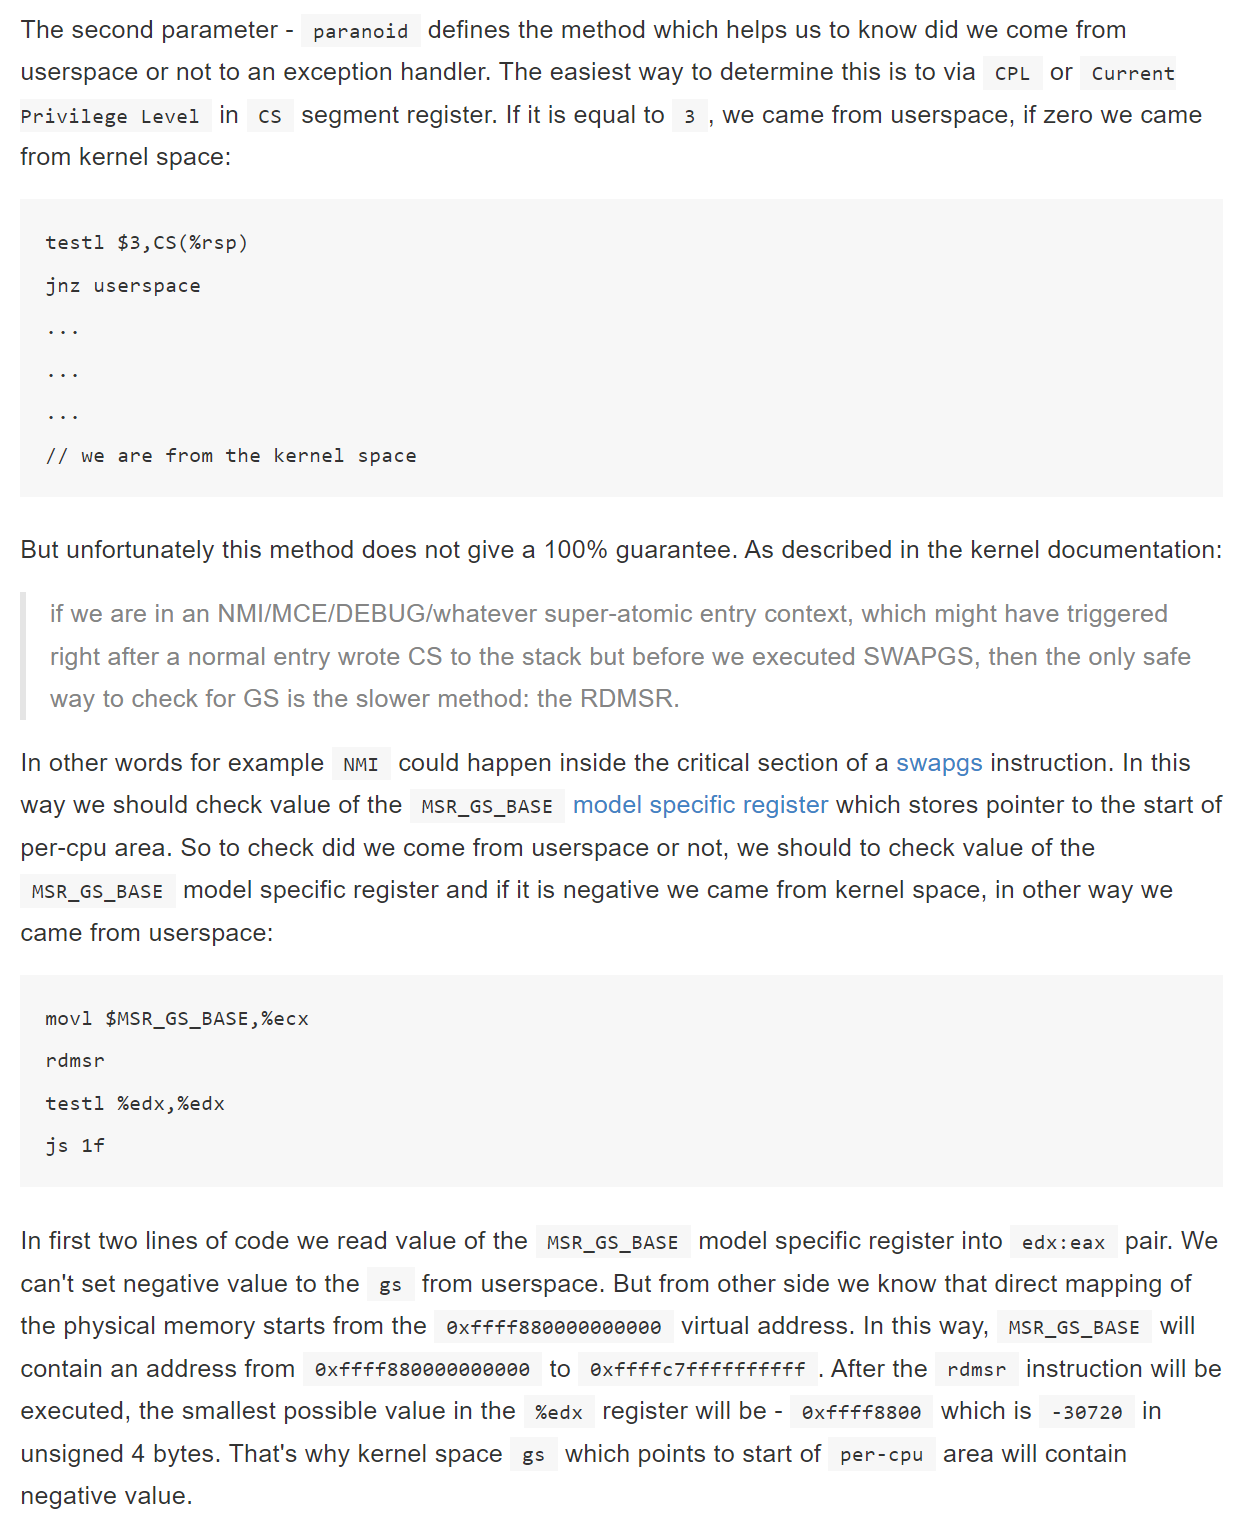 The second parameter - paranoid defines the method which helps us to know did we come from
userspace or not to an exception handler. The easiest way to determine this is to via CPL or Current
Privilege Level in CS segment register. If it is equal to 3 , we came from userspace, if zero we came
from kernel space:
testl $3,CS(%rsp)
jnz userspace
...
...
...
// we are from the kernel space
But unfortunately this method does not give a 100% guarantee. As described in the kernel documentation:
if we are in an NMI/MCE/DEBUG/whatever super-atomic entry context, which might have triggered
right after a normal entry wrote CS to the stack but before we executed SWAPGS, then the only safe
way to check for GS is the slower method: the RDMSR.
In other words for example NMI could happen inside the critical section of a swapgs instruction. In this
way we should check value of the MSR_GS_BASE model specific register which stores pointer to the start of
per-cpu area. So to check did we come from userspace or not, we should to check value of the
MSR_GS_BASE model specific register and if it is negative we came from kernel space, in other way we
came from userspace:
movl $MSR_GS_BASE,%ecx
rdmsr
testl %edx,%edx
js 1f
In first two lines of code we read value of the MSR_GS_BASE model specific register into edx:eax pair. We
can't set negative value to the gs from userspace. But from other side we know that direct mapping of
the physical memory starts from the 0xffff880000000000 virtual address. In this way, MSR_GS_BASE will
contain an address from 0xffff880000000000 to 0xffffc7ffffffffff . After the rdmsr instruction will be
executed, the smallest possible value in the %edx register will be - 0xffff8800 which is -30720 in
unsigned 4 bytes. That's why kernel space gs which points to start of per-cpu area will contain
negative value.